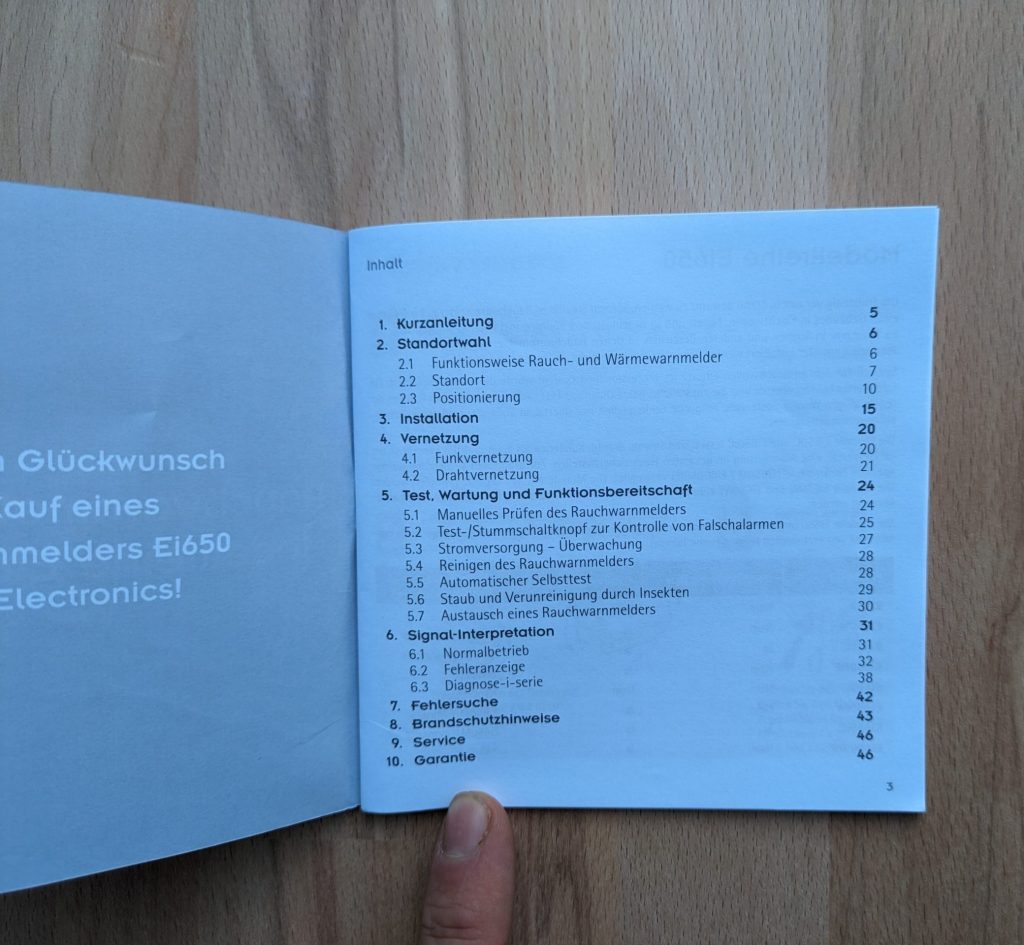 Glückwunsch
auf eines
melders Ei650
Electronics!
Inhalt
1. Kurzanleitung 5
2. Standortwahl 6
2.1 Funktionsweise Rauch- und Wärmewarnmelder 6
2.2 Standort 7
2.3 Positionierung 10
3. Installation 15
4. Vernetzung 20
4.1 Funkvernetzung 20
4.2 Drahtvernetzung 21
5. Test, Wartung und Funktionsbereitschaft 24
5.1 Manuelles Prüfen des Rauchwarnmelders 24
5.2 Test-/Stummschaltknopf zur Kontrolle von Falschalarmen 25
5.3 Stromversorgung – Überwachung 27
5.4 Reinigen des Rauchwarnmelders 28
5.5 Automatischer Selbsttest 28
5.6 Staub und Verunreinigung durch Insekten 29
5.7 Austausch eines Rauchwarnmelders 30
6. Signal-Interpretation 31
6.1 Normalbetrieb 31
6.2 Fehleranzeige 32
6.3 Diagnose-i-serie 38
7. Fehlersuche 42
8. Brandschutzhinweise 43
9. Service 46
10. Garantie 46
3